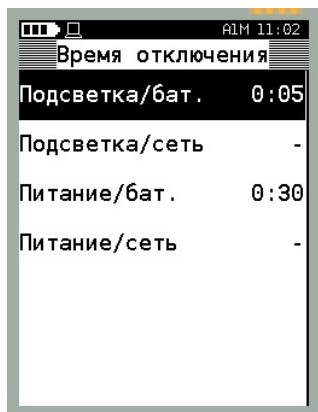 A1M 11:02
Время отключения
Подсветка/бат. 0:05
Подсветка/сеть -
Питание/бат. 0:30
Питание/сеть -